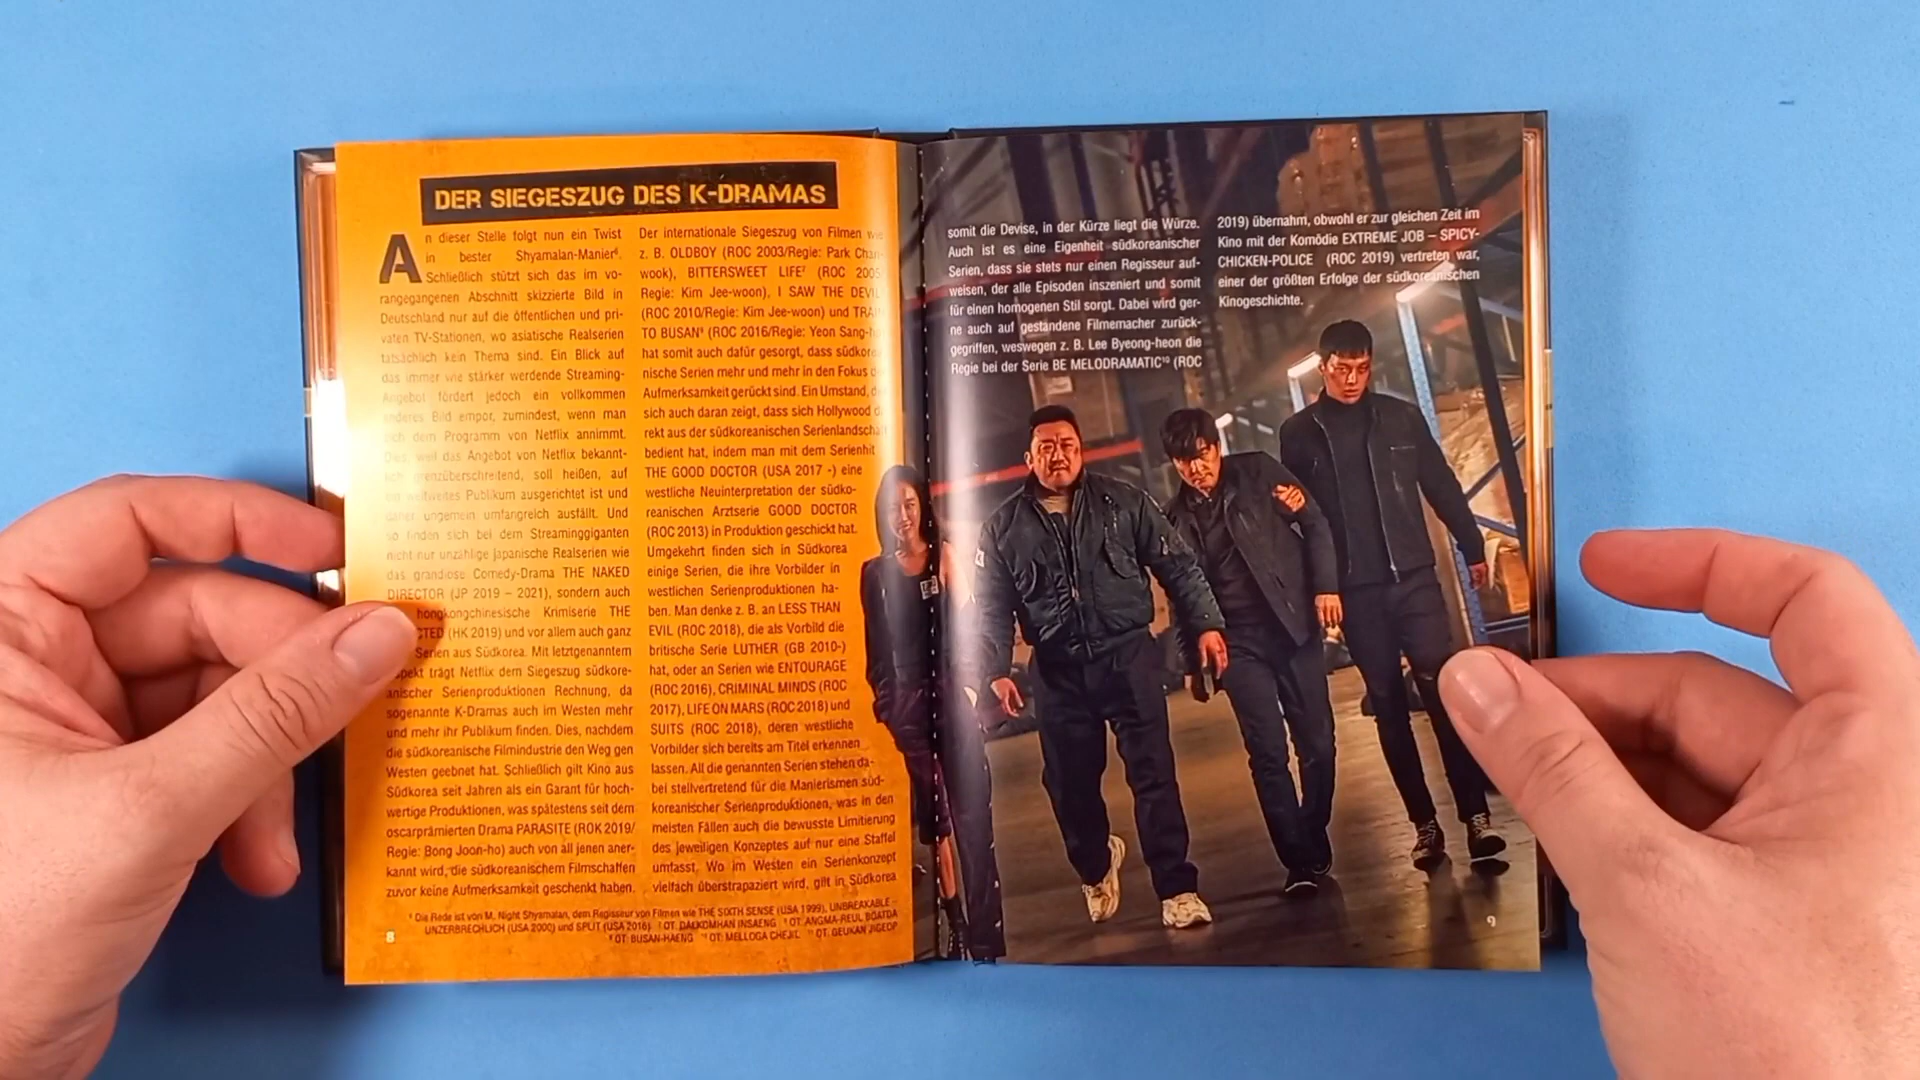 DER SIEGESZUG DES K-DRAMAS
An dieser Stelle folgt nun ein Twist
in bester Shyamalan-Manier⁶.
Schließlich stützt sich das im vo-
rangegangenen Abschnitt skizzierte Bild in
Deutschland nur auf die öffentlichen und pri-
vaten TV-Stationen, wo asiatische Realserien
tatsächlich kein Thema sind. Ein Blick auf
das immer wie stärker werdende Streaming-
Angebot fördert jedoch ein vollkommen
anderes Bild empor, zumindest, wenn man
sich dem Programm von Netflix annimmt.
Dies, weil das Angebot von Netflix bekannt-
lich grenzüberschreitend, soll heißen, auf
ein weltweites Publikum ausgerichtet ist und
daher ungemein umfangreich ausfällt. Und
so finden sich bei dem Streaminggiganten
nicht nur unzählige japanische Realserien wie
das grandiose Comedy-Drama THE NAKED
DIRECTOR (JP 2019 – 2021), sondern auch
hongkongchinesische Krimiserie THE
(HK 2019) und vor allem auch ganz
Serien aus Südkorea. Mit letztgenanntem
trägt Netflix dem Siegeszug südkore-
anischer Serienproduktionen Rechnung, da
sogenannte K-Dramas auch im Westen mehr
und mehr ihr Publikum finden. Dies, nachdem
die südkoreanische Filmindustrie den Weg gen
Westen geebnet hat. Schließlich gilt Kino aus
Südkorea seit Jahren als ein Garant für hoch-
wertige Produktionen, was spätestens seit dem
oscarprämierten Drama PARASITE (ROK 2019/
Regie: Bong Joon-ho) auch von all jenen aner-
kannt wird, die südkoreanischem Filmschaffen
zuvor keine Aufmerksamkeit geschenkt haben.
Der internationale Siegeszug von Filmen wie
z. B. OLDBOY (ROC 2003/Regie: Park Chan-
wook), BITTERSWEET LIFE⁷ (ROC 2005
Regie: Kim Jee-woon), I SAW THE DEVIL
(ROC 2010/Regie: Kim Jee-woon) und
TO BUSAN⁹ (ROC 2016/Regie: Yeon
hat somit auch dafür gesorgt, dass
nische Serien mehr und mehr in den Fokus
Aufmerksamkeit gerückt sind. Ein Umstand,
sich auch daran zeigt, dass sich Hollywood
rekt aus der südkoreanischen Serienlandschaft
bedient hat, indem man mit dem Serienhit
THE GOOD DOCTOR (USA 2017 -) eine
westliche Neuinterpretation der südko-
reanischen Arztserie GOOD DOCTOR
(ROC 2013) in Produktion geschickt hat.
Umgekehrt finden sich in Südkorea
einige Serien, die ihre Vorbilder in
westlichen Serienproduktionen ha-
ben. Man denke z. B. an LESS THAN
EVIL (ROC 2018), die als Vorbild die
britische Serie LUTHER (GB 2010-)
hat, oder an Serien wie ENTOURAGE
(ROC 2016), CRIMINAL MINDS (ROC
2017), LIFE ON MARS (ROC 2018) und
SUITS (ROC 2018), deren westliche
Vorbilder sich bereits am Titel erkennen
lassen. All die genannten Serien stehen da-
bei stellvertretend für die Manierismen süd-
koreanischer Serienproduktionen, was in den
meisten Fällen auch die bewusste Limitierung
des jeweiligen Konzeptes auf nur eine Staffel
umfasst. Wo im Westen ein Serienkonzept
vielfach überstrapaziert wird, gilt in Südkorea
⁶ Die Rede ist von M. Night Shyamalan, dem Regisseur von Filmen wie THE SIXTH SENSE (USA 1999), UNBREAKABLE –
UNZERBRECHLICH (USA 2000) und SPLIT (USA 2016). ⁷ OT: DALKOMHAN INSAENG ⁸ OT: ANGMA-REUL BOATDA
⁹ OT: BUSAN-HAENG ¹⁰ OT: MELLOGA CHEJIL ¹¹ OT: GEUKAN JIGEOP
8
somit die Devise, in der Kürze liegt die Würze.
Auch ist es eine Eigenheit südkoreanischer
Serien, dass sie stets nur einen Regisseur auf-
weisen, der alle Episoden inszeniert und somit
für einen homogenen Stil sorgt. Dabei wird ger-
ne auch auf gestandene Filmemacher zurück-
gegriffen, weswegen z. B. Lee Byeong-heon die
Regie bei der Serie BE MELODRAMATIC¹⁰ (ROC
2019) übernahm, obwohl er zur gleichen Zeit im
Kino mit der Komödie EXTREME JOB – SPICY-
CHICKEN-POLICE (ROC 2019) vertreten war,
einer der größten Erfolge der südkoreanischen
Kinogeschichte.
9